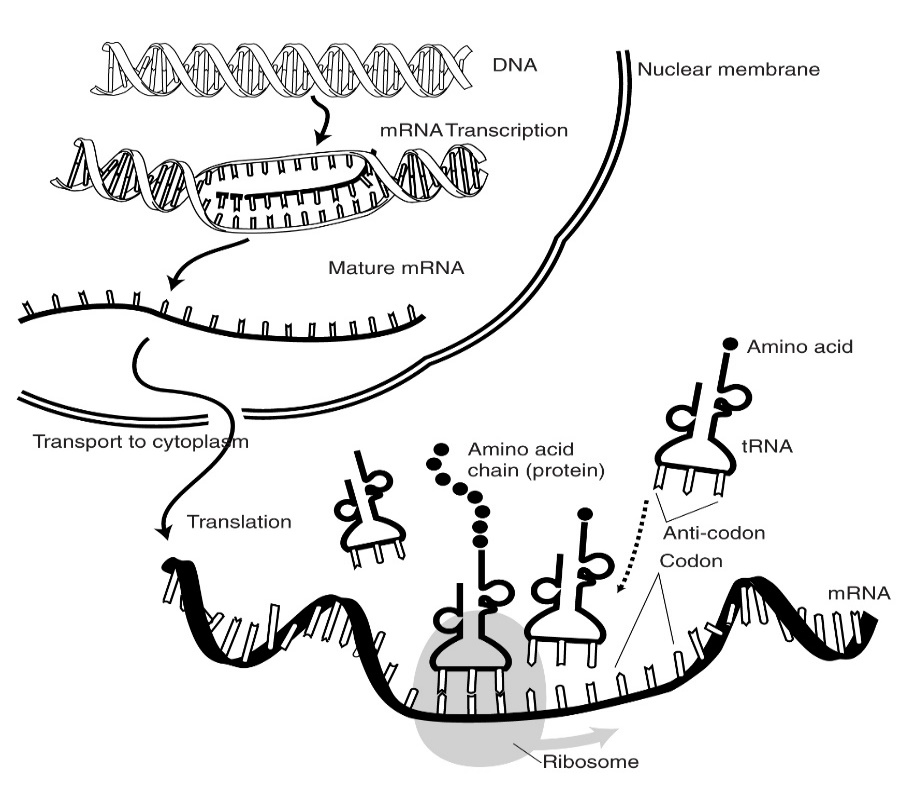 DNA
Nuclear membrane
mRNA Transcription
Mature mRNA
Amino acid
Transport to cytoplasm
tRNA
Amino acid
chain (protein)
Translation
Anti-codon
Codon
mRNA
Ribosome